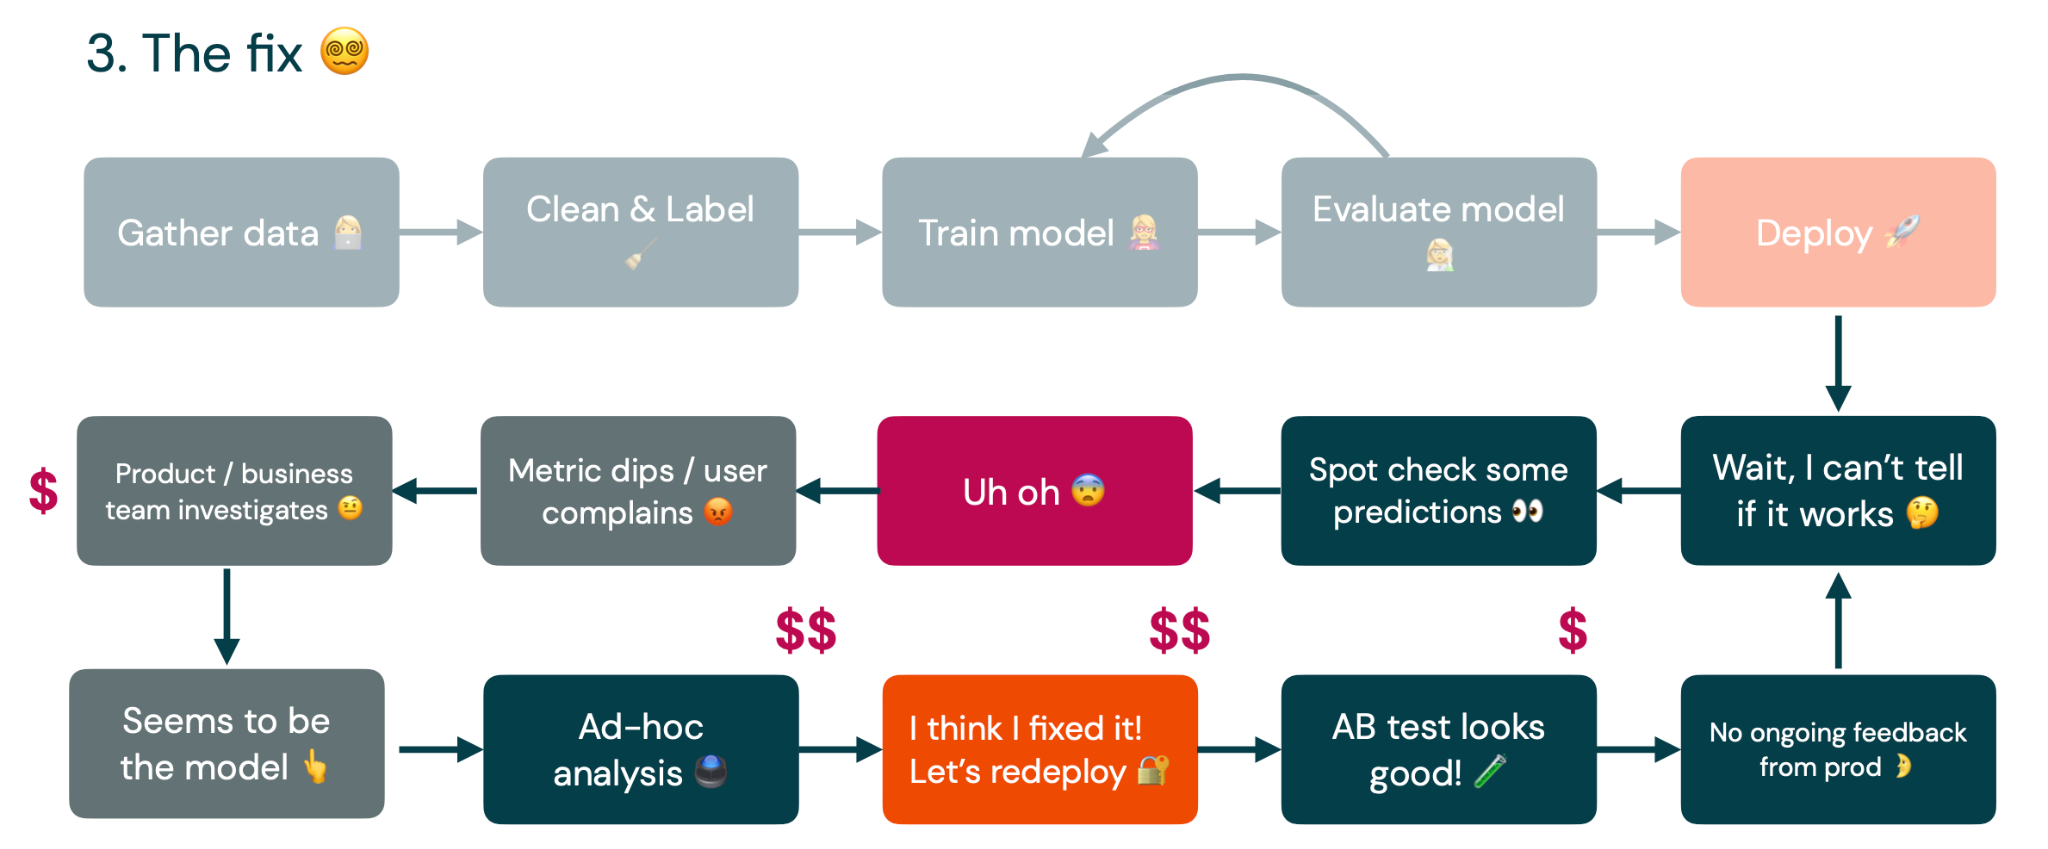 3. The fix 😵‍💫
Gather data 🧑🏻‍💻
Clean & Label
🧹
Train model 👩🏼‍🏫
Evaluate model
👩🏼‍🔬
Deploy 🚀
Product / business
team investigates 🤨
$
Metric dips / user
complains 😡
Uh oh 😨
Spot check some
predictions 👀
Wait, I can’t tell
if it works 🤔
$$
$$
$
Seems to be
the model 👆
Ad-hoc
analysis 🖲️
I think I fixed it!
Let’s redeploy 🔐
AB test looks
good! 🧪
No ongoing feedback
from prod 🌛